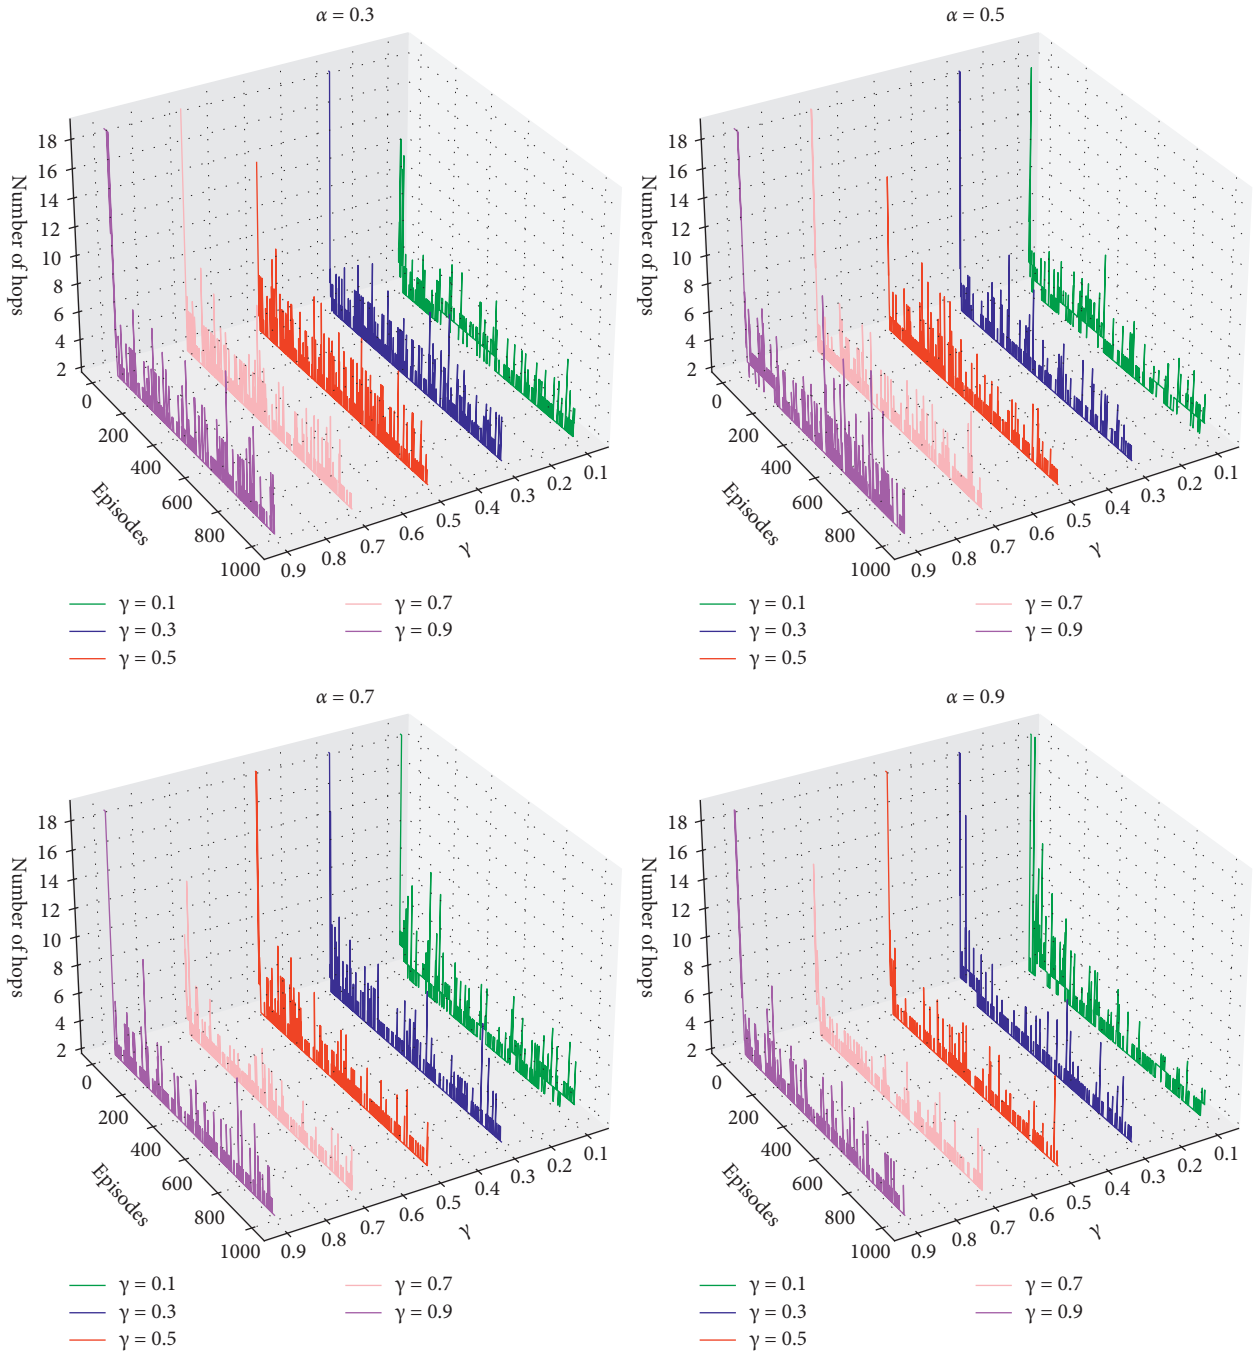 α = 0.3
18
16
14
12
10
8
6
4
2
Number of hops
0
200
400
600
800
1000
Episodes
0.9
0.8
0.7
0.6
0.5
0.4
0.3
0.2
0.1
γ
γ = 0.1
γ = 0.3
γ = 0.5
γ = 0.7
γ = 0.9
α = 0.5
18
16
14
12
10
8
6
4
2
Number of hops
0
200
400
600
800
1000
Episodes
0.9
0.8
0.7
0.6
0.5
0.4
0.3
0.2
0.1
γ
γ = 0.1
γ = 0.3
γ = 0.5
γ = 0.7
γ = 0.9
α = 0.7
18
16
14
12
10
8
6
4
2
Number of hops
0
200
400
600
800
1000
Episodes
0.9
0.8
0.7
0.6
0.5
0.4
0.3
0.2
0.1
γ
γ = 0.1
γ = 0.3
γ = 0.5
γ = 0.7
γ = 0.9
α = 0.9
18
16
14
12
10
8
6
4
2
Number of hops
0
200
400
600
800
1000
Episodes
0.9
0.8
0.7
0.6
0.5
0.4
0.3
0.2
0.1
γ
γ = 0.1
γ = 0.3
γ = 0.5
γ = 0.7
γ = 0.9